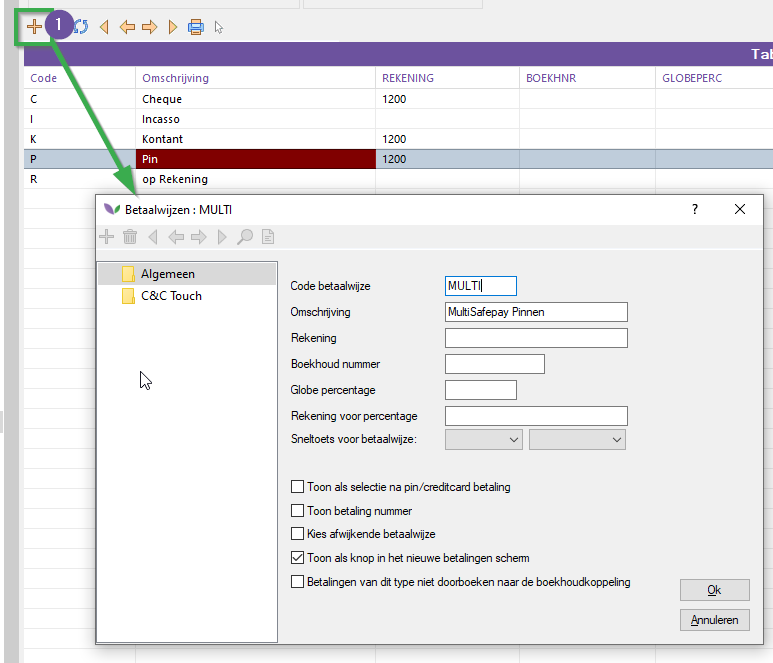 1
Tab
Code Omschrijving REKENING BOEKHNR GLOBEPERC
C Cheque 1200
I Incasso
K Kontant 1200
P Pin 1200
R op Rekening
Betaalwijzen : MULTI ?
Algemeen
C&C Touch
Code betaalwijze MULTI
Omschrijving MultiSafepay Pinnen
Rekening
Boekhoud nummer
Globe percentage
Rekening voor percentage
Sneltoets voor betaalwijze:
Toon als selectie na pin/creditcard betaling
Toon betaling nummer
Kies afwijkende betaalwijze
Toon als knop in het nieuwe betalingen scherm
Betalingen van dit type niet doorboeken naar de boekhoudkoppeling
Ok
Annuleren